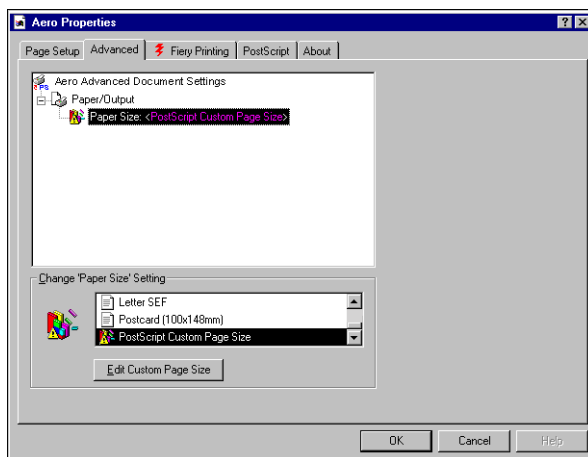 Aero Properties
Page Setup Advanced Fiery Printing PostScript About
PS Aero Advanced Document Settings
Paper/Output
Paper Size: <PostScript Custom Page Size>
Change 'Paper Size' Setting
Letter SEF
Postcard (100x148mm)
PostScript Custom Page Size
Edit Custom Page Size
OK Cancel Help